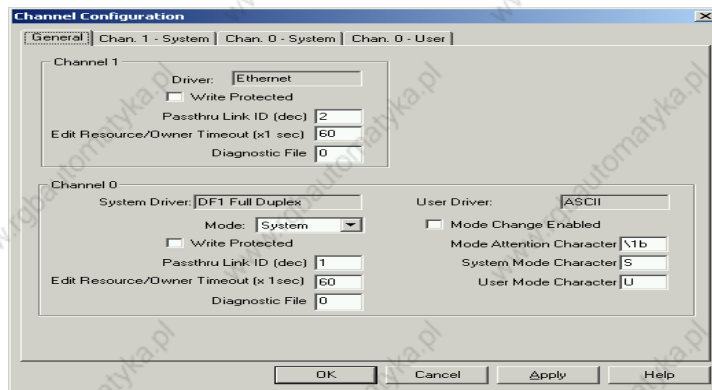 Channel Configuration
General Chan. 1 - System Chan. 0 - System Chan. 0 - User
Channel 1
Driver: Ethernet
Write Protected
Passthru Link ID (dec) 2
Edit Resource/Owner Timeout (x1 sec) 60
Diagnostic File 0
Channel 0
System Driver: DF1 Full Duplex
Mode: System
Write Protected
Passthru Link ID (dec) 1
Edit Resource/Owner Timeout (x 1sec) 60
Diagnostic File 0
User Driver: ASCII
Mode Change Enabled
Mode Attention Character \1b
System Mode Character S
User Mode Character U
OK Cancel Apply Help
www.rgbautomatyka.pl